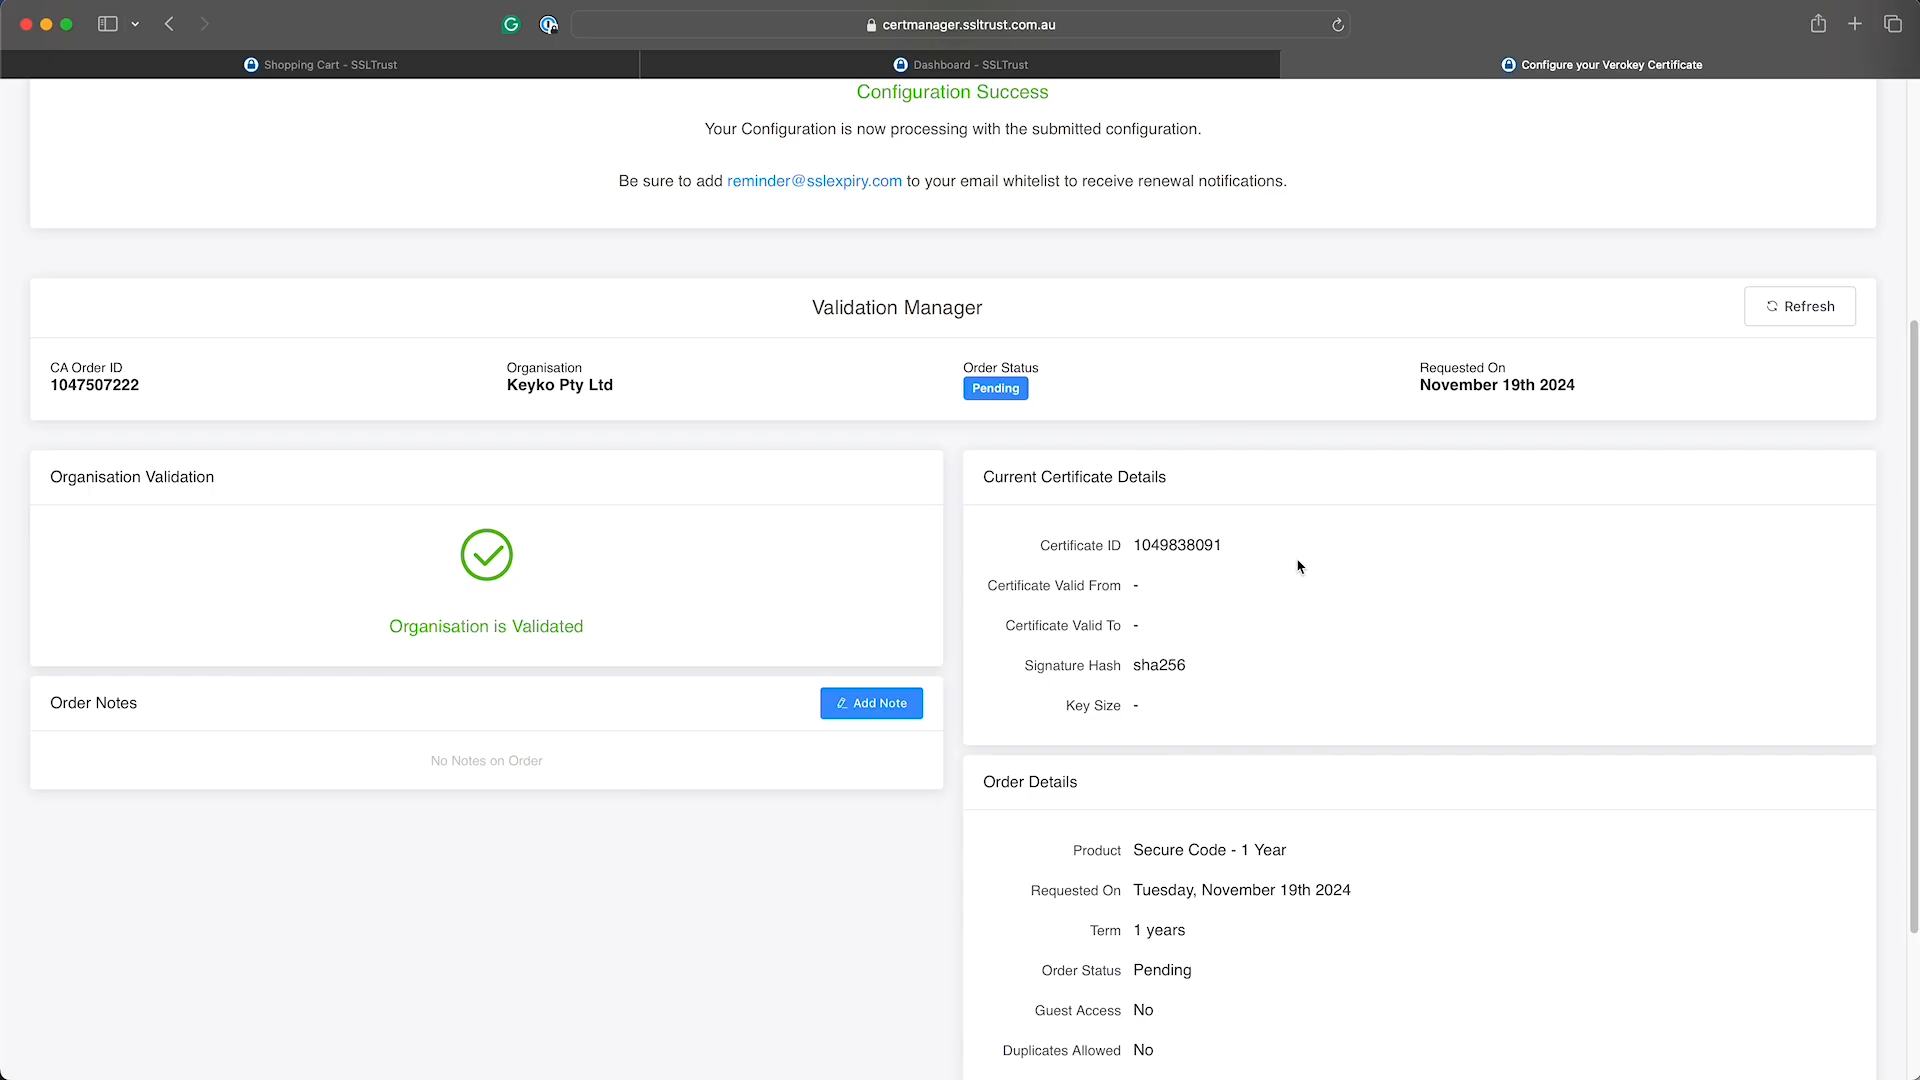 certmanager.ssltrust.com.au
Shopping Cart - SSLTrust
Dashboard - SSLTrust
Configure your Verokey Certificate
Configuration Success
Your Configuration is now processing with the submitted configuration.
Be sure to add reminder@sslexpiry.com to your email whitelist to receive renewal notifications.
Validation Manager
Refresh
CA Order ID
1047507222
Organisation
Keyko Pty Ltd
Order Status
Pending
Requested On
November 19th 2024
Organisation Validation
Organisation is Validated
Order Notes
Add Note
No Notes on Order
Current Certificate Details
Certificate ID 1049838091
Certificate Valid From -
Certificate Valid To -
Signature Hash sha256
Key Size -
Order Details
Product Secure Code - 1 Year
Requested On Tuesday, November 19th 2024
Term 1 years
Order Status Pending
Guest Access No
Duplicates Allowed No